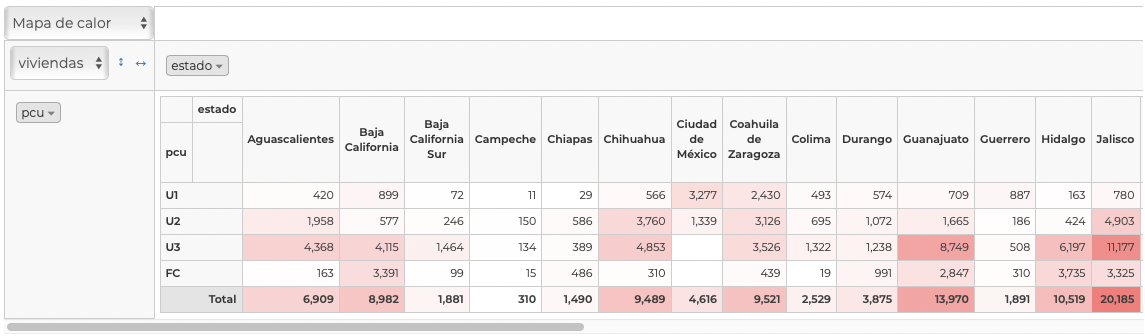 Mapa de calor
viviendas ↕ ↔ estado
pcu
estado
pcu Aguascalientes Baja California Baja California Sur Campeche Chiapas Chihuahua Ciudad de México Coahuila de Zaragoza Colima Durango Guanajuato Guerrero Hidalgo Jalisco
U1 420 899 72 11 29 566 3,277 2,430 493 574 709 887 163 780
U2 1,958 577 246 150 586 3,760 1,339 3,126 695 1,072 1,665 186 424 4,903
U3 4,368 4,115 1,464 134 389 4,853 3,526 1,322 1,238 8,749 508 6,197 11,177
FC 163 3,391 99 15 486 310 439 19 991 2,847 310 3,735 3,325
Total 6,909 8,982 1,881 310 1,490 9,489 4,616 9,521 2,529 3,875 13,970 1,891 10,519 20,185